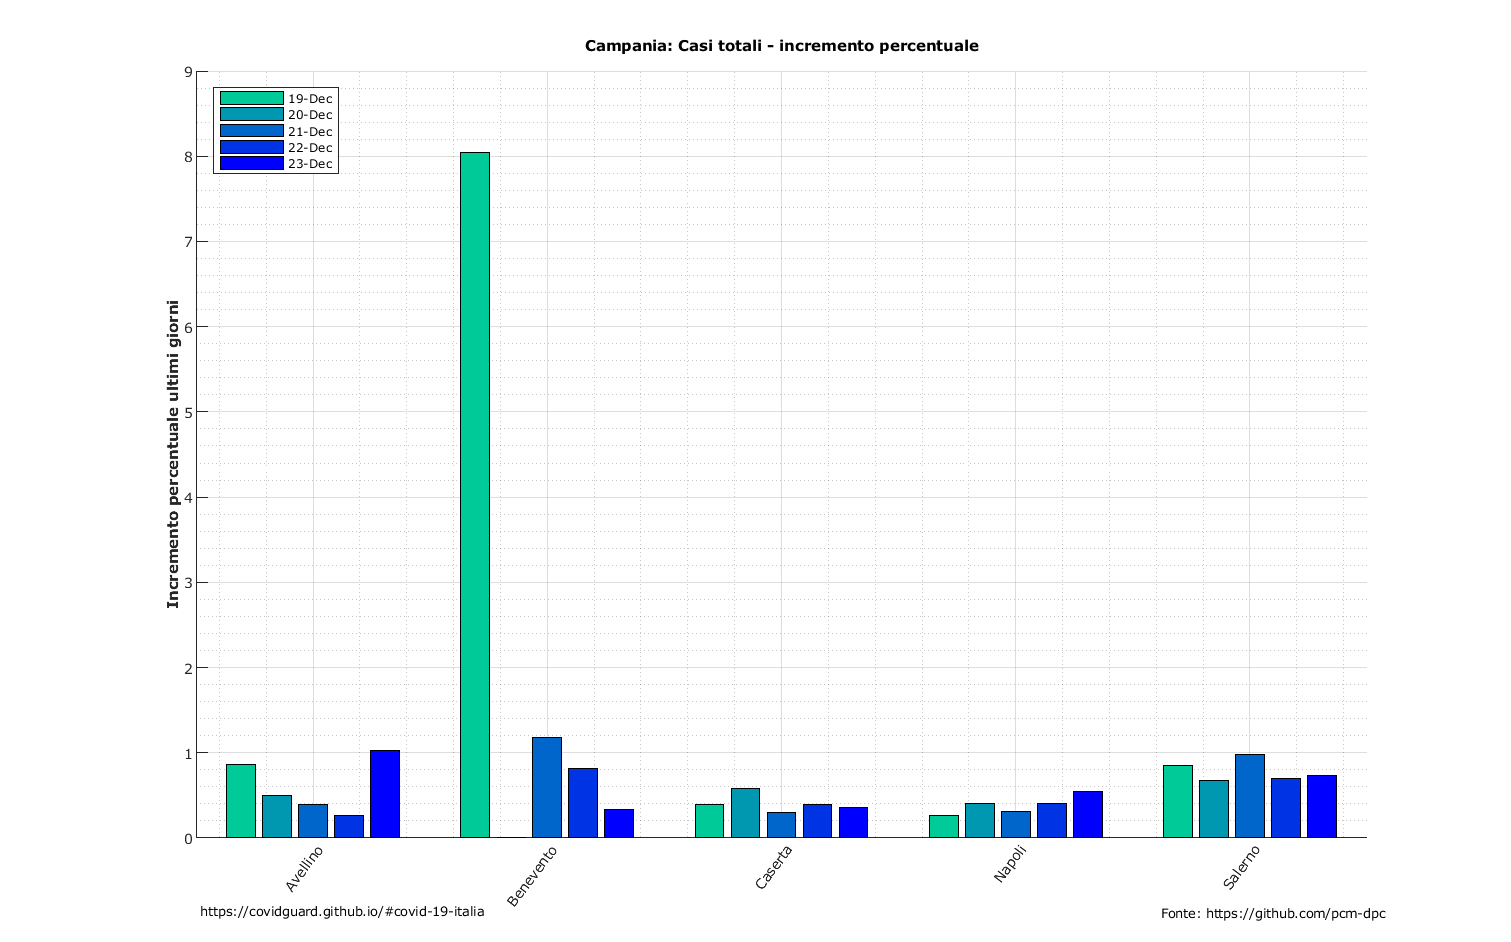 Campania: Casi totali - incremento percentuale
19-Dec
20-Dec
21-Dec
22-Dec
23-Dec
Incremento percentuale ultimi giorni
9
8
7
6
5
4
3
2
1
0
Avellino
Benevento
Caserta
Napoli
Salerno
https://covidguard.github.io/#covid-19-italia
Fonte: https://github.com/pcm-dpc